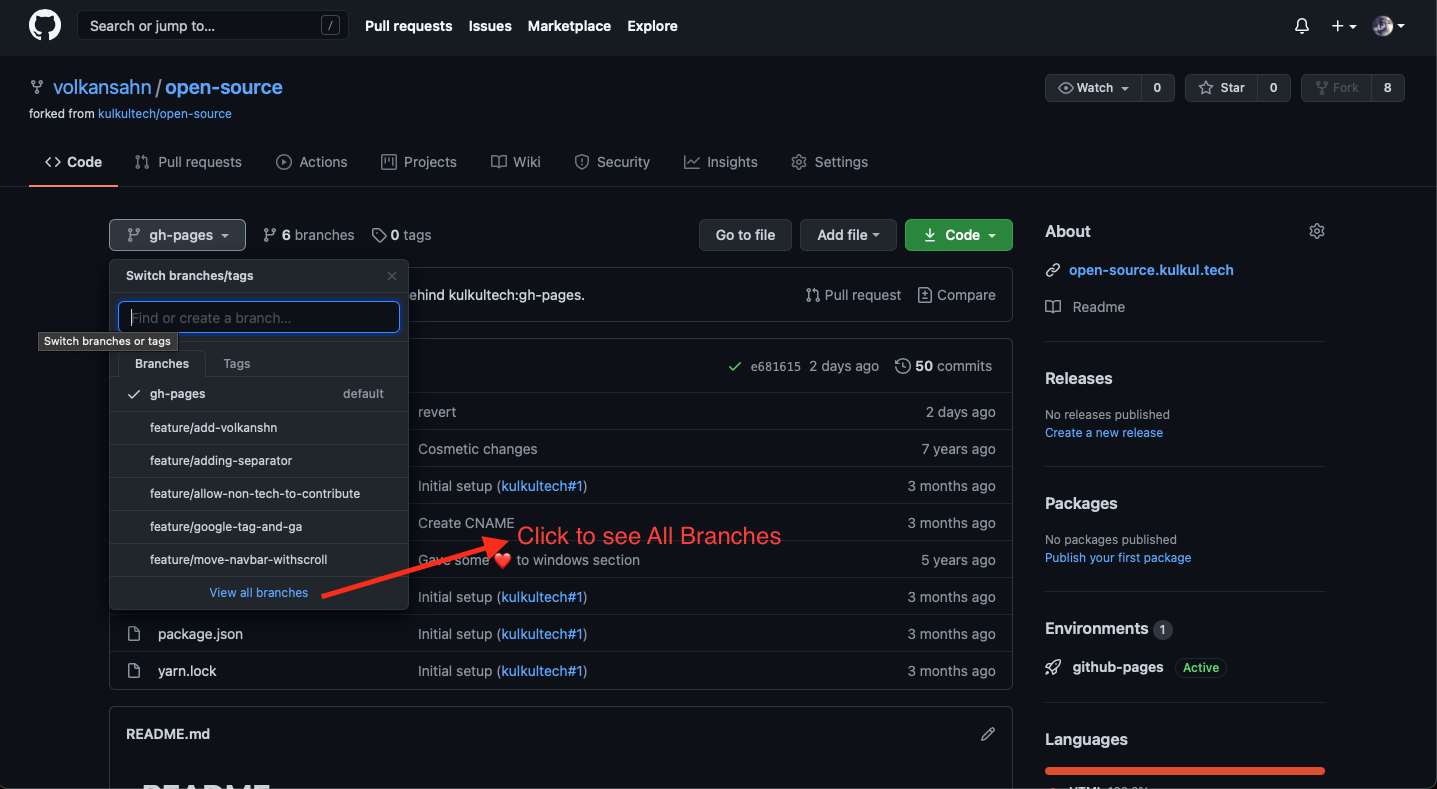 Search or jump to... /
Pull requests Issues Marketplace Explore
volkansahn / open-source
forked from kulkultech/open-source
Watch 0 Star 0 Fork 8
Code Pull requests Actions Projects Wiki Security Insights Settings
gh-pages 6 branches 0 tags Go to file Add file Code
Switch branches/tags
Find or create a branch...
Switch branches or tags
Branches Tags
gh-pages default
feature/add-volkanshn
feature/adding-separator
feature/allow-non-tech-to-contribute
feature/google-tag-and-ga
feature/move-navbar-withscroll
View all branches
ehind kulkultech:gh-pages. Pull request Compare
e681615 2 days ago 50 commits
revert 2 days ago
Cosmetic changes 7 years ago
Initial setup (kulkultech#1) 3 months ago
Create CNAME 3 months ago
Click to see All Branches
Gave some ❤️ to windows section 5 years ago
Initial setup (kulkultech#1) 3 months ago
package.json Initial setup (kulkultech#1) 3 months ago
yarn.lock Initial setup (kulkultech#1) 3 months ago
README.md
README
About
open-source.kulkul.tech
Readme
Releases
No releases published
Create a new release
Packages
No packages published
Publish your first package
Environments 1
github-pages Active
Languages